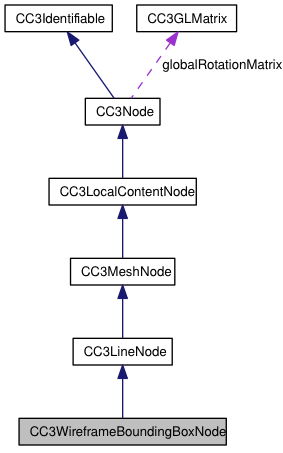 CC3Identifiable
CC3GLMatrix
globalRotationMatrix
CC3Node
CC3LocalContentNode
CC3MeshNode
CC3LineNode
CC3WireframeBoundingBoxNode